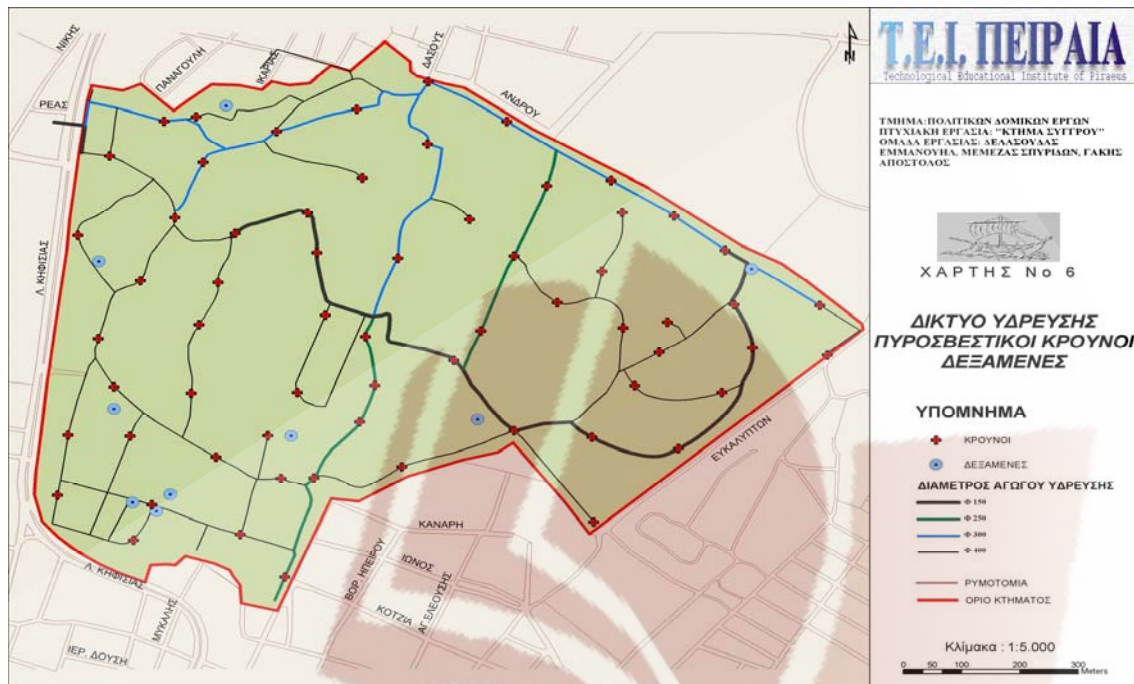 ΝΙΚΗΣ
ΠΑΝΑΓΟΥΛΗ
ΙΚΑΡΙΑΣ
ΔΑΣΟΥΣ
ΑΝΔΡΟΥ
ΡΕΑΣ
Λ. ΚΗΦΙΣΙΑΣ
ΕΥΚΑΛΥΠΤΩΝ
ΚΑΝΑΡΗ
ΒΟΡ. ΗΠΕΙΡΟΥ
ΙΩΝΟΣ
ΑΓ.ΕΛΕΟΥΣΗΣ
ΚΟΤΖΙΑ
Λ. ΚΗΦΙΣΙΑΣ
ΜΥΚΑΛΗΣ
ΙΕΡ. ΔΟΥΣΗ
N
Τ.Ε.Ι. ΠΕΙΡΑΙΑ
Technological Educational Institute of Piraeus
ΤΜΗΜΑ:ΠΟΛΙΤΙΚΩΝ ΔΟΜΙΚΩΝ ΕΡΓΩΝ
ΠΤΥΧΙΑΚΗ ΕΡΓΑΣΙΑ: "ΚΤΗΜΑ ΣΥΓΓΡΟΥ"
ΟΜΑΔΑ ΕΡΓΑΣΙΑΣ: ΔΕΛΑΣΟΥΔΑΣ
ΕΜΜΑΝΟΥΗΛ, ΜΕΜΕΖΑΣ ΣΠΥΡΙΔΩΝ, ΓΑΚΗΣ
ΑΠΟΣΤΟΛΟΣ
ΧΑΡΤΗΣ Νο 6
ΔΙΚΤΥΟ ΥΔΡΕΥΣΗΣ
ΠΥΡΟΣΒΕΣΤΙΚΟΙ ΚΡΟΥΝΟΙ
ΔΕΞΑΜΕΝΕΣ
ΥΠΟΜΝΗΜΑ
ΚΡΟΥΝΟΙ
ΔΕΞΑΜΕΝΕΣ
ΔΙΑΜΕΤΡΟΣ ΑΓΩΓΟΥ ΥΔΡΕΥΣΗΣ
Φ 150
Φ 250
Φ 300
Φ 400
ΡΥΜΟΤΟΜΙΑ
ΟΡΙΟ ΚΤΗΜΑΤΟΣ
Κλίμακα : 1:5.000
0 50 100 200 300
Meters